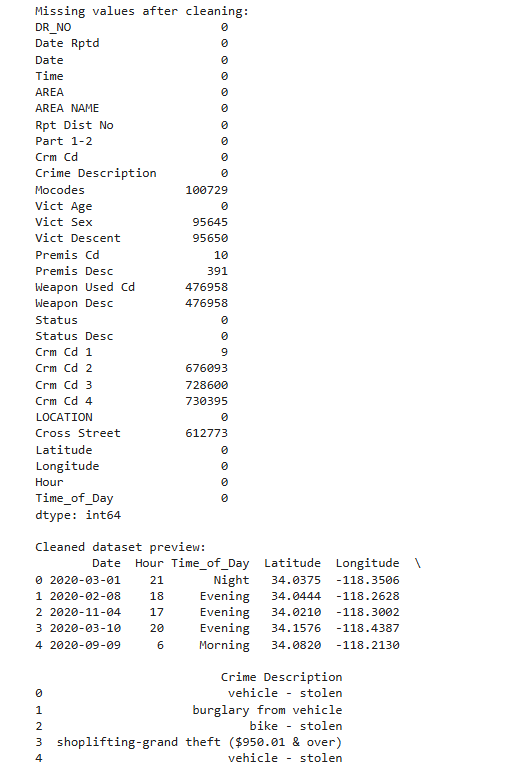 Missing values after cleaning:
DR_NO                           0
Date Rptd                       0
Date                            0
Time                            0
AREA                            0
AREA NAME                       0
Rpt Dist No                     0
Part 1-2                        0
Crm Cd                          0
Crime Description               0
Mocodes                    100729
Vict Age                        0
Vict Sex                    95645
Vict Descent                95650
Premis Cd                      10
Premis Desc                   391
Weapon Used Cd             476958
Weapon Desc                476958
Status                          0
Status Desc                     0
Crm Cd 1                        9
Crm Cd 2                   676093
Crm Cd 3                   728600
Crm Cd 4                   730395
LOCATION                        0
Cross Street               612773
Latitude                        0
Longitude                       0
Hour                            0
Time_of_Day                     0
dtype: int64

Cleaned dataset preview:
        Date  Hour Time_of_Day  Latitude  Longitude  \
0 2020-03-01    21       Night   34.0375  -118.3506
1 2020-02-08    18     Evening   34.0444  -118.2628
2 2020-11-04    17     Evening   34.0210  -118.3002
3 2020-03-10    20     Evening   34.1576  -118.4387
4 2020-09-09     6     Morning   34.0820  -118.2130

                         Crime Description
0                          vehicle - stolen
1                     burglary from vehicle
2                             bike - stolen
3  shoplifting-grand theft ($950.01 & over)
4                          vehicle - stolen